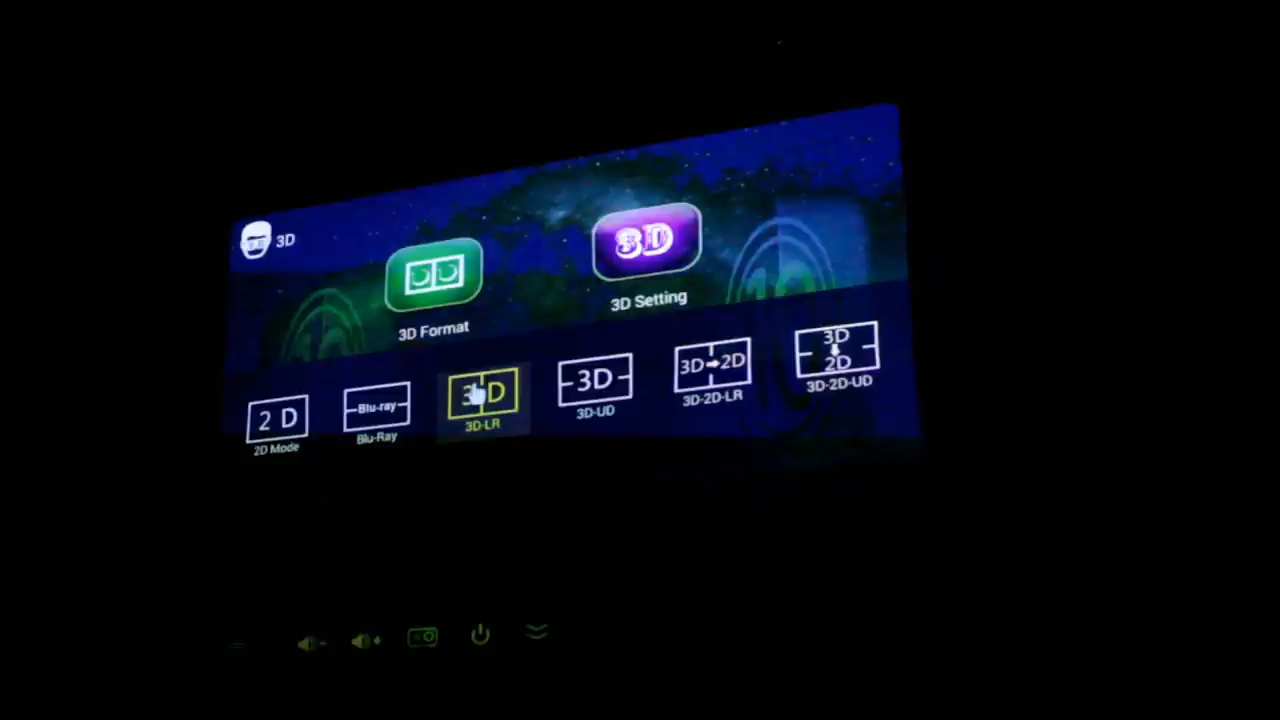 3D
3D
3D Format
3D Setting
2 D
2D Mode
Blu-ray
Blu-Ray
3D
3D-LR
3D
3D-UD
3D➡2D
3D-2D-LR
3D
2D
3D-2D-UD